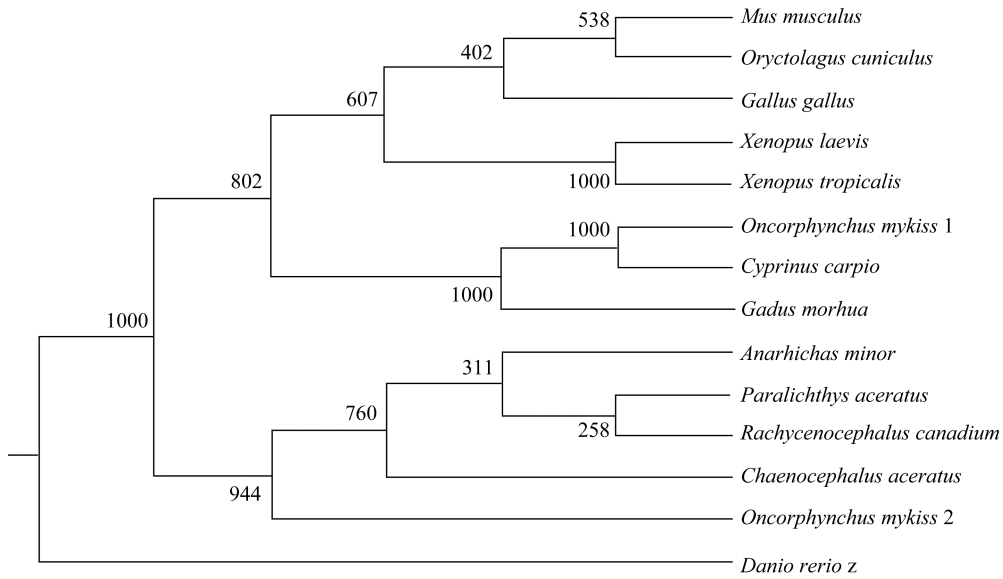 538
Mus musculus
402
Oryctolagus cuniculus
607
Gallus gallus
Xenopus laevis
802
1000
Xenopus tropicalis
1000
Oncorphynchus mykiss 1
Cyprinus carpio
1000
Gadus morhua
1000
Anarhichas minor
311
Paralichthys aceratus
760
258
Rachycenocephalus canadium
Chaenocephalus aceratus
944
Oncorphynchus mykiss 2
Danio rerio z